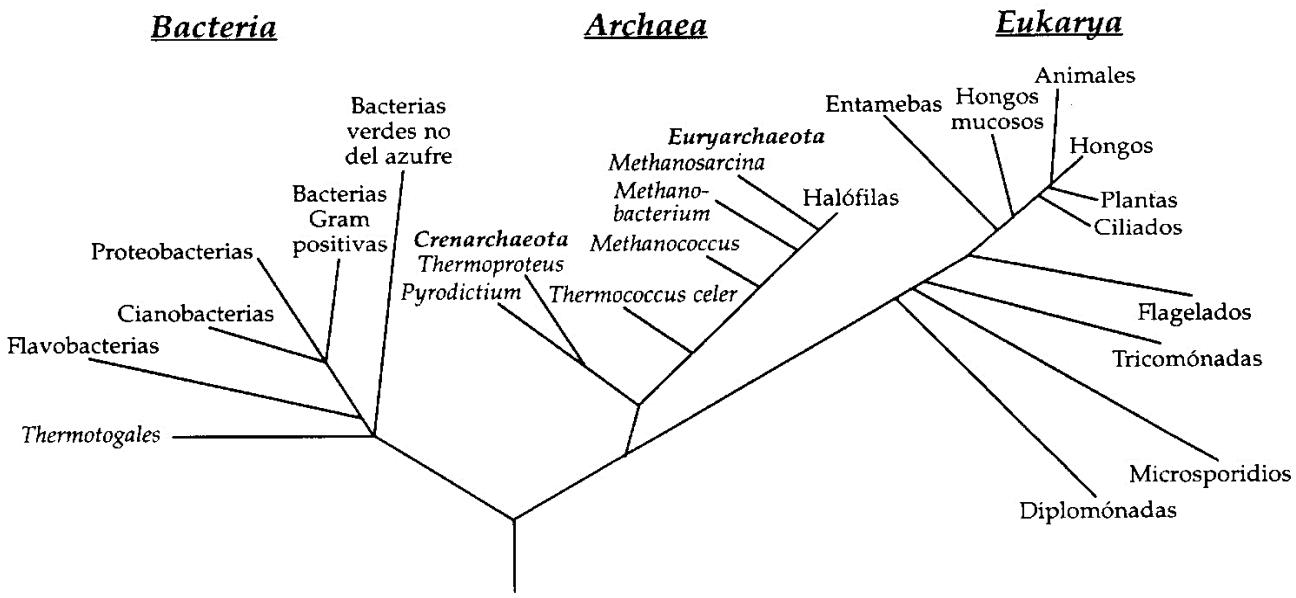 Bacteria
Archaea
Eukarya
Bacterias
verdes no
del azufre
Bacterias
Gram
positivas
Proteobacterias
Cianobacterias
Flavobacterias
Thermotogales
Crenarchaeota
Thermoproteus
Pyrodictium
Euryarchaeota
Methanosarcina
Methano-
bacterium
Methanococcus
Thermococcus celer
Halófilas
Entamebas
Hongos
mucosos
Animales
Hongos
Plantas
Ciliados
Flagelados
Tricomónadas
Microsporidios
Diplomónadas